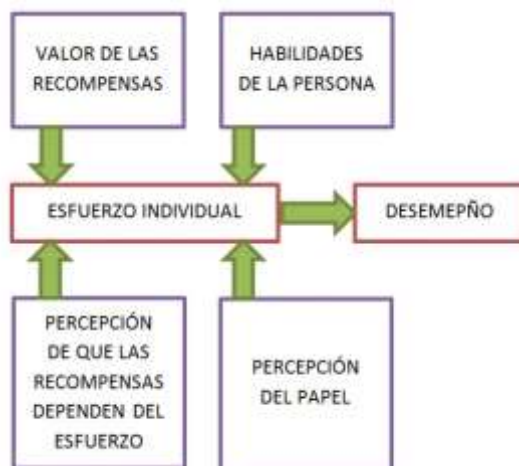 VALOR DE LAS
RECOMPENSAS
HABILIDADES
DE LA PERSONA
ESFUERZO INDIVIDUAL
DESEMEPÑO
PERCEPCIÓN
DE QUE LAS
RECOMPENSAS
DEPENDEN DEL
ESFUERZO
PERCEPCIÓN
DEL PAPEL